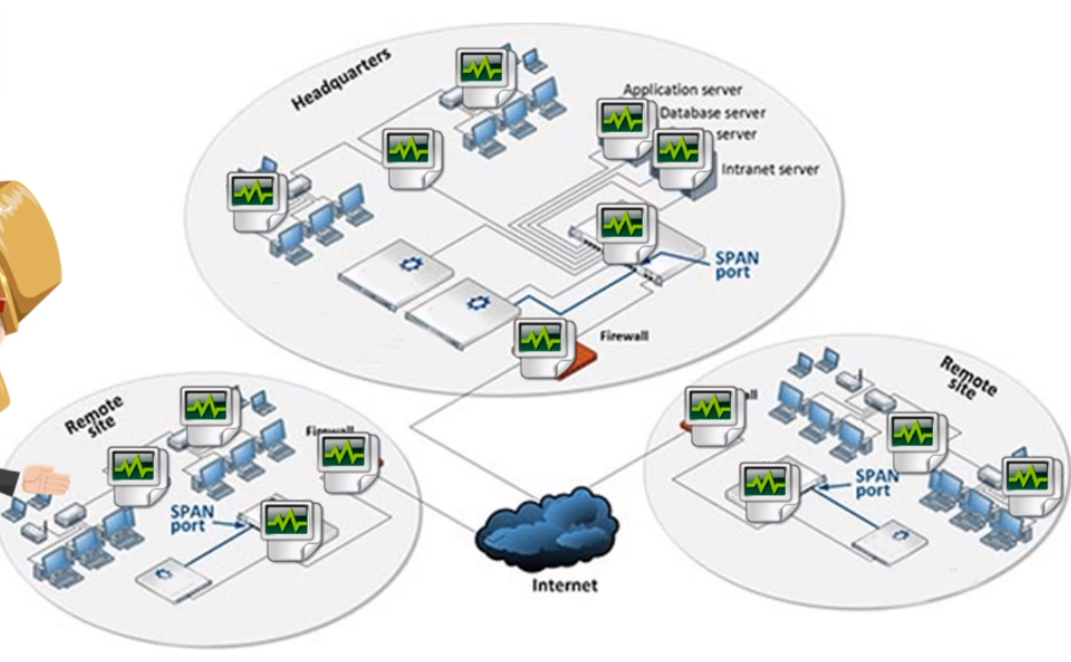 Headquarters
Application server
Database server
server
Intranet server
SPAN
port
Firewall
Remote
site
Firewall
SPAN
port
Internet
all
Remote
site
SPAN
port